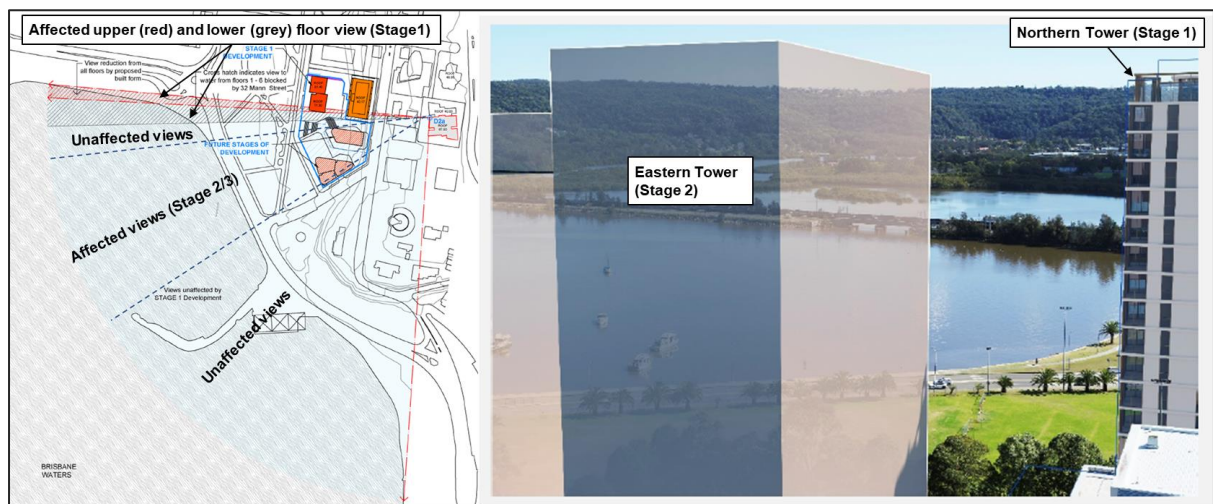 Affected upper (red) and lower (grey) floor view (Stage1)
STAGE 1
DEVELOPMENT
View reduction from
all floors by proposed
built form
Cross hatch indicates view to
water from floors 1 - 6 blocked
by 32 Mann Street
Unaffected views
D2a
FUTURE STAGES OF
DEVELOPMENT
Affected views (Stage 2/3)
Views unaffected by
STAGE 1 Development
Unaffected views
BRISBANE
WATERS
Northern Tower (Stage 1)
Eastern Tower
(Stage 2)